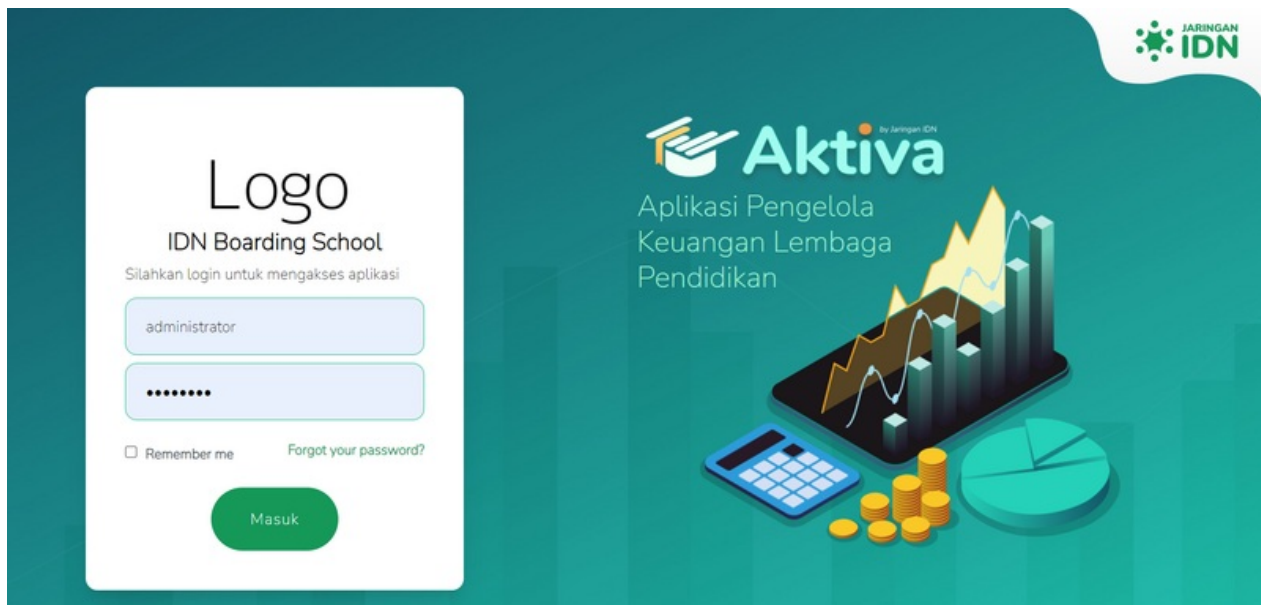 JARINGAN
IDN
Logo
IDN Boarding School
Silahkan login untuk mengakses aplikasi
administrator
••••••••
Remember me
Forgot your password?
Masuk
by Jaringan IDN
Aktiva
Aplikasi Pengelola
Keuangan Lembaga
Pendidikan